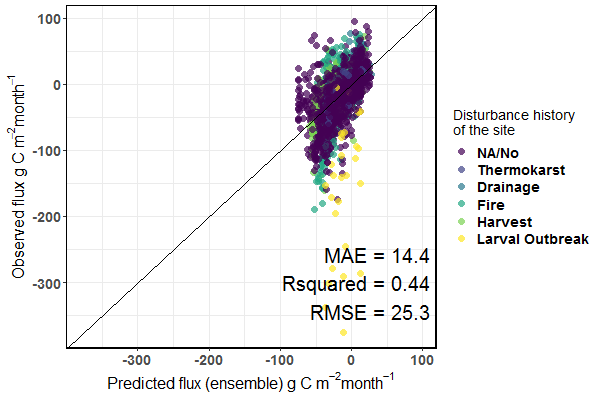 100
0
-100
-200
-300
Observed flux g C m⁻²month⁻¹
MAE = 14.4
Rsquared = 0.44
RMSE = 25.3
-300
-200
-100
0
100
Predicted flux (ensemble) g C m⁻²month⁻¹
Disturbance history
of the site
NA/No
Thermokarst
Drainage
Fire
Harvest
Larval Outbreak